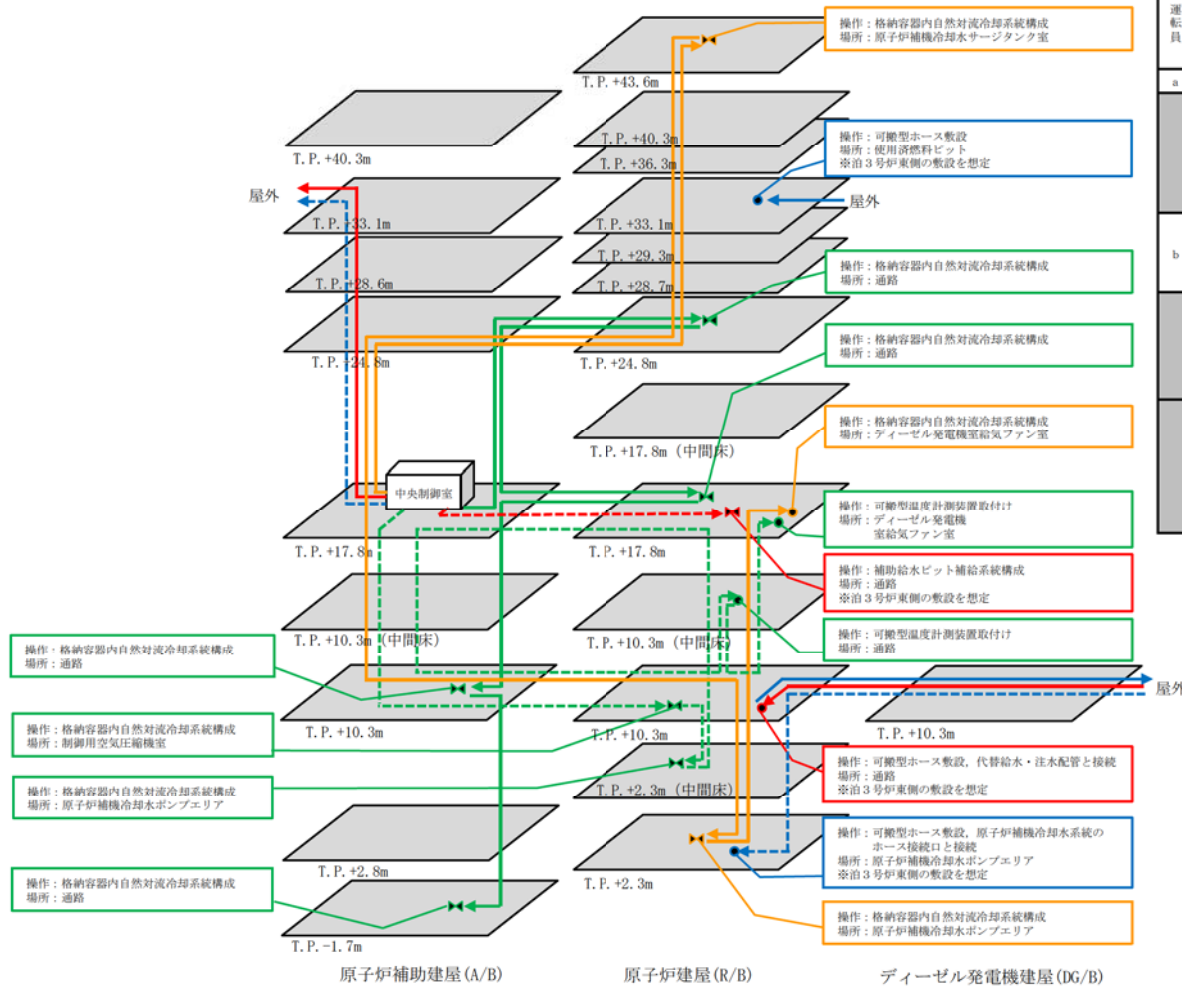 操作：格納容器内自然対流冷却系統構成
場所：原子炉補機冷却水サージタンク室
運
転
員
a
b
T.P. +43.6m
T.P. +40.3m
T.P. +40.3m
T.P. +36.3m
操作：可搬型ホース敷設
場所：使用済燃料ピット
※泊３号炉東側の敷設を想定
屋外
屋外
T.P. +33.1m
T.P. +33.1m
T.P. +29.3m
T.P. +28.6m
T.P. +28.7m
操作：格納容器内自然対流冷却系統構成
場所：通路
T.P. +24.8m
T.P. +24.8m
操作：格納容器内自然対流冷却系統構成
場所：通路
T.P. +17.8m (中間床)
操作：格納容器内自然対流冷却系統構成
場所：ディーゼル発電機室給気ファン室
中央制御室
T.P. +17.8m
T.P. +17.8m
操作：可搬型温度計測装置取付け
場所：ディーゼル発電機
室給気ファン室
操作：補助給水ピット補給系統構成
場所：通路
※泊３号炉東側の敷設を想定
T.P. +10.3m (中間床)
T.P. +10.3m (中間床)
操作：可搬型温度計測装置取付け
場所：通路
操作：格納容器内自然対流冷却系統構成
場所：通路
屋外
T.P. +10.3m
T.P. +10.3m
T.P. +10.3m
操作：格納容器内自然対流冷却系統構成
場所：制御用空気圧縮機室
操作：可搬型ホース敷設，代替給水・注水配管と接続
場所：通路
※泊３号炉東側の敷設を想定
操作：格納容器内自然対流冷却系統構成
場所：原子炉補機冷却水ポンプエリア
T.P. +2.3m (中間床)
操作：可搬型ホース敷設，原子炉補機冷却水系統の
ホース接続口と接続
場所：原子炉補機冷却水ポンプエリア
※泊３号炉東側の敷設を想定
T.P. +2.8m
T.P. +2.3m
操作：格納容器内自然対流冷却系統構成
場所：通路
操作：格納容器内自然対流冷却系統構成
場所：原子炉補機冷却水ポンプエリア
T.P. -1.7m
原子炉補助建屋(A/B)
原子炉建屋(R/B)
ディーゼル発電機建屋(DG/B)